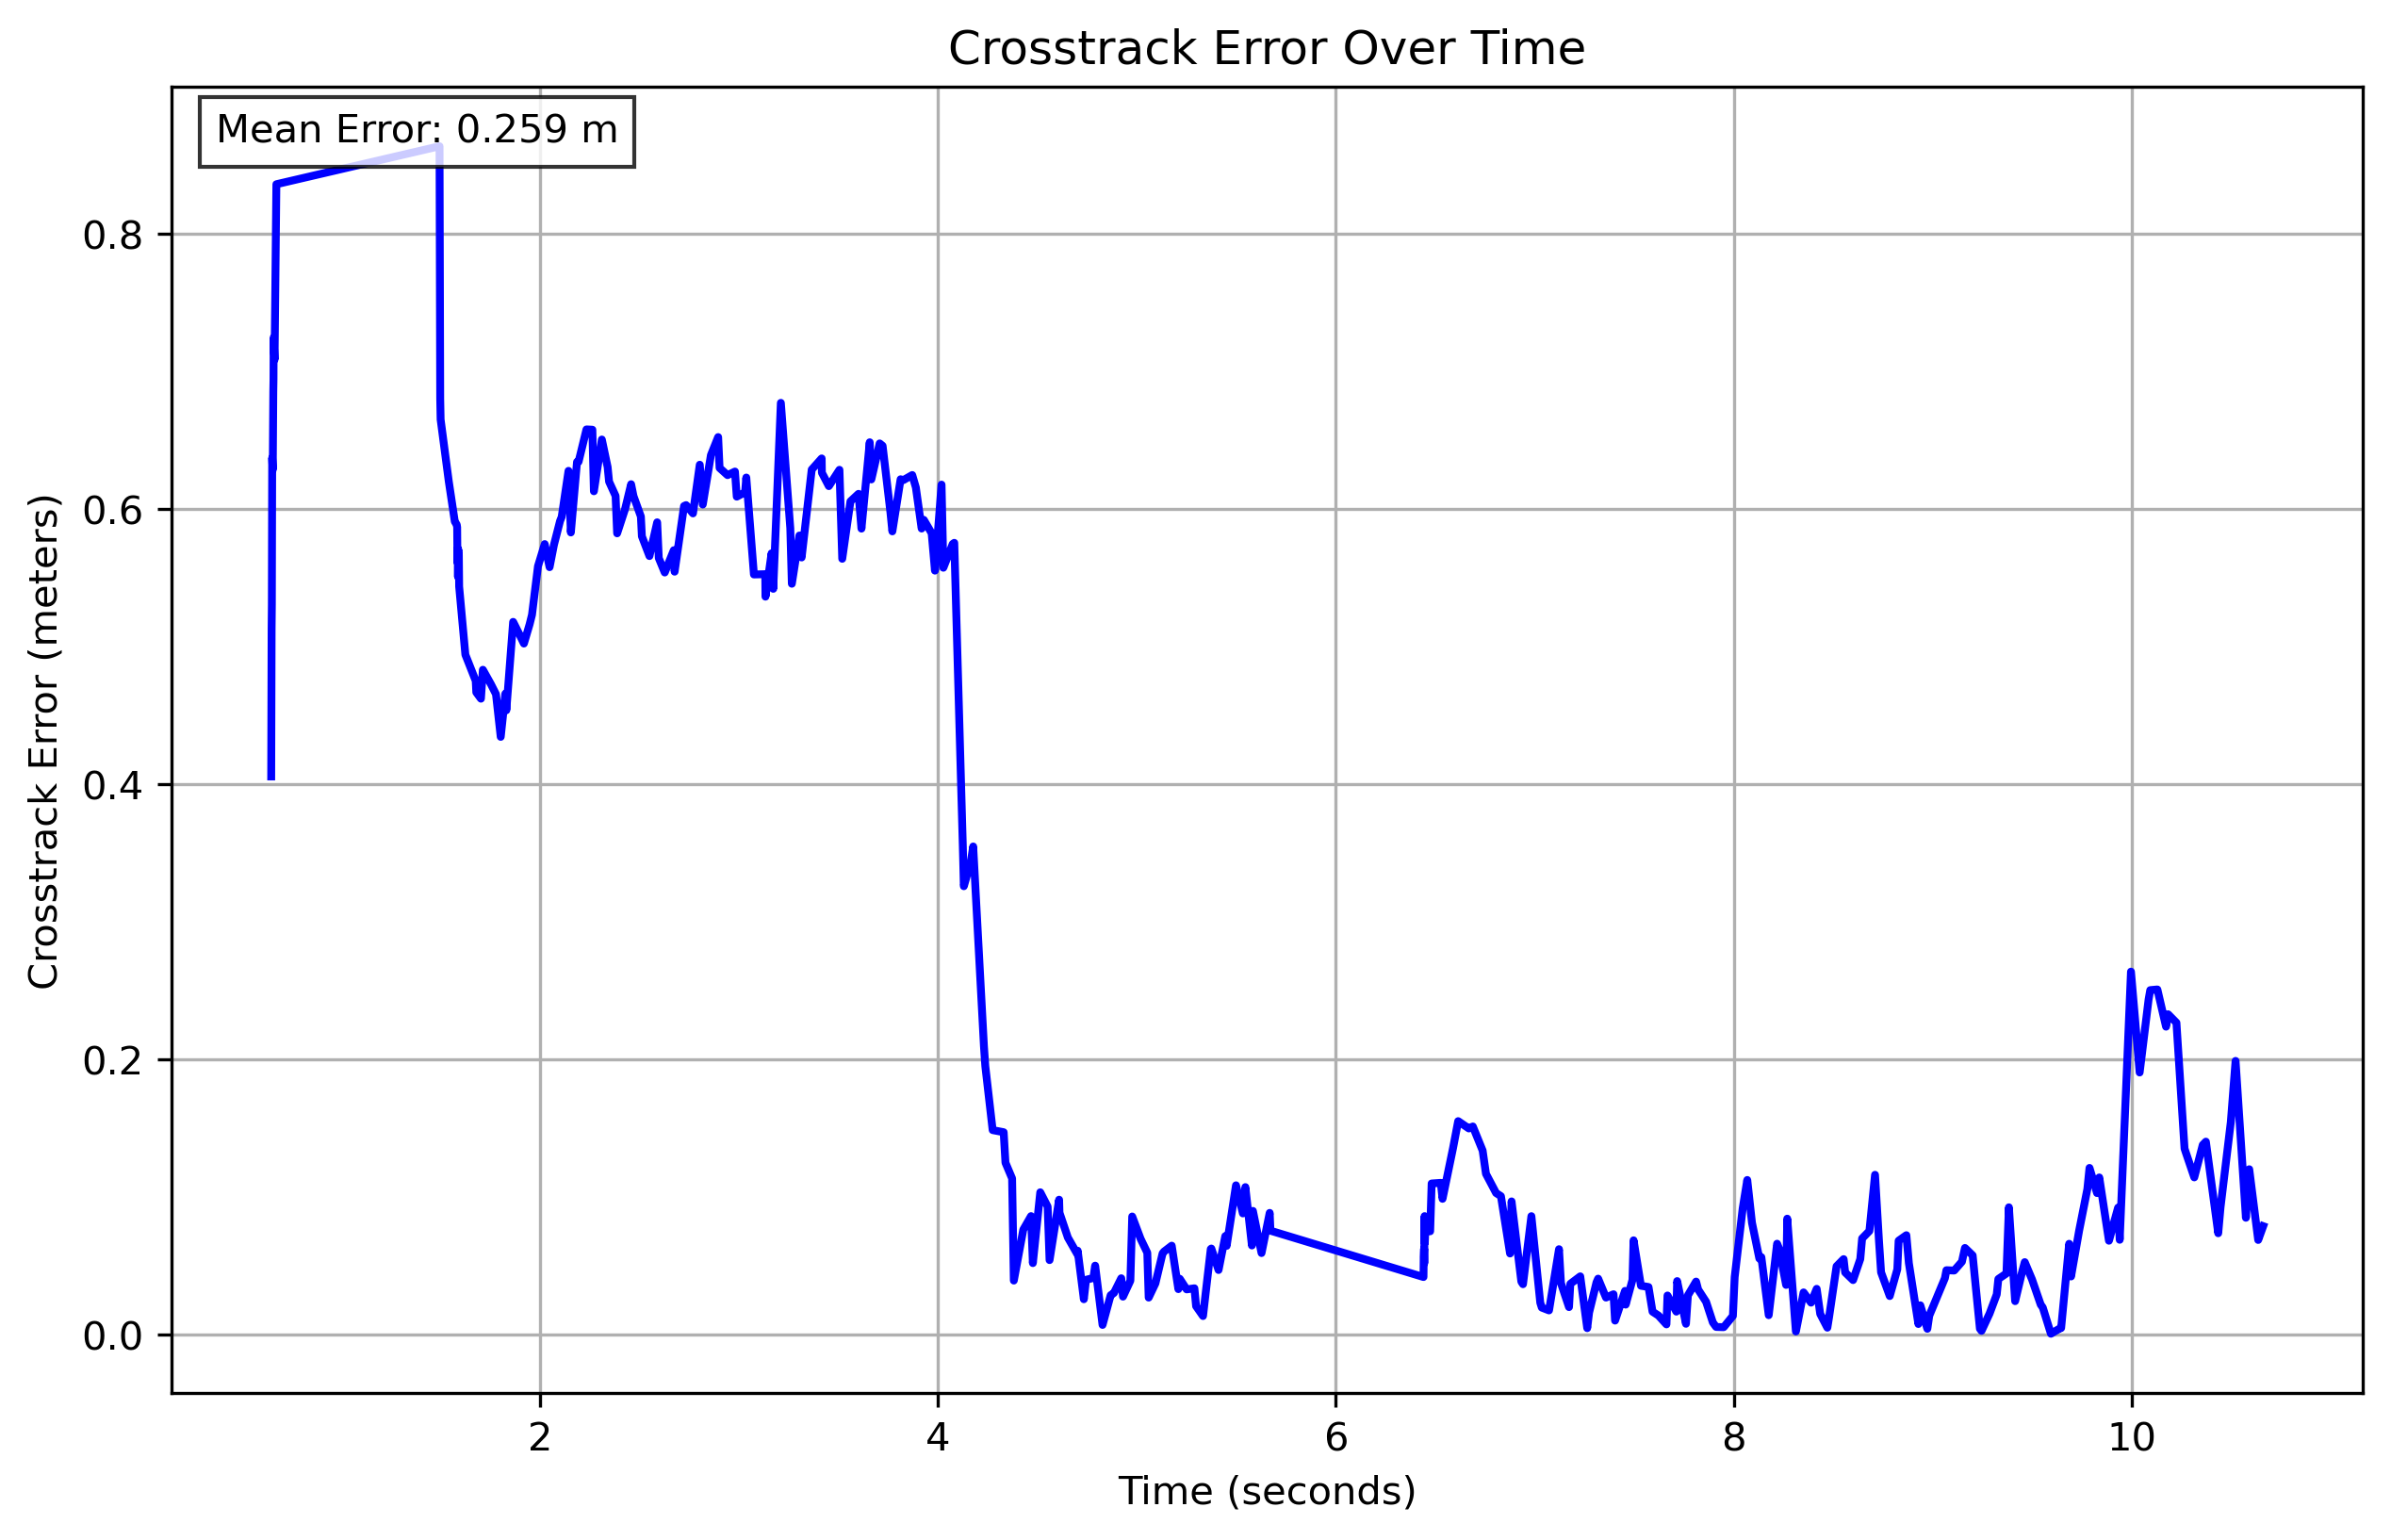 Crosstrack Error Over Time
Mean Error: 0.259 m
Crosstrack Error (meters)
0.8
0.6
0.4
0.2
0.0
2 4 6 8 10
Time (seconds)